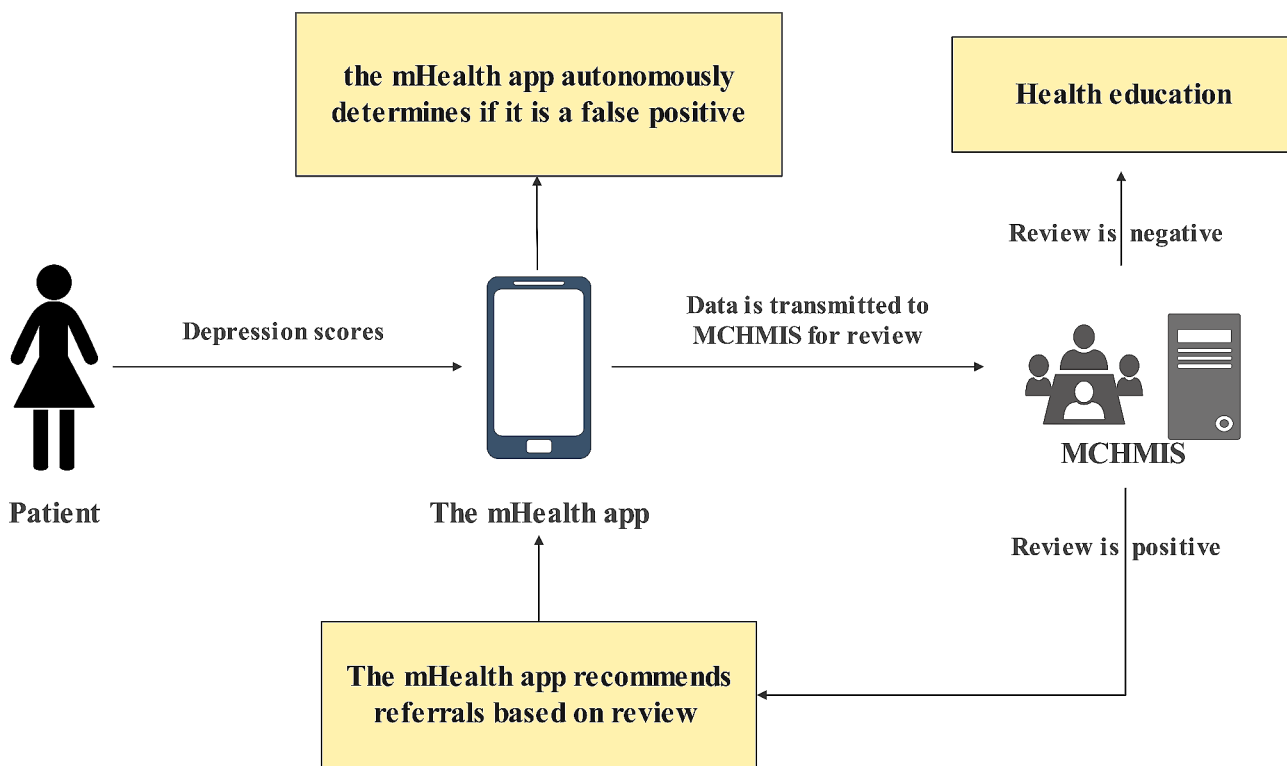 the mHealth app autonomously
determines if it is a false positive
Health education
Review is negative
Depression scores
Data is transmitted to
MCHMIS for review
MCHMIS
Patient
The mHealth app
Review is positive
The mHealth app recommends
referrals based on review